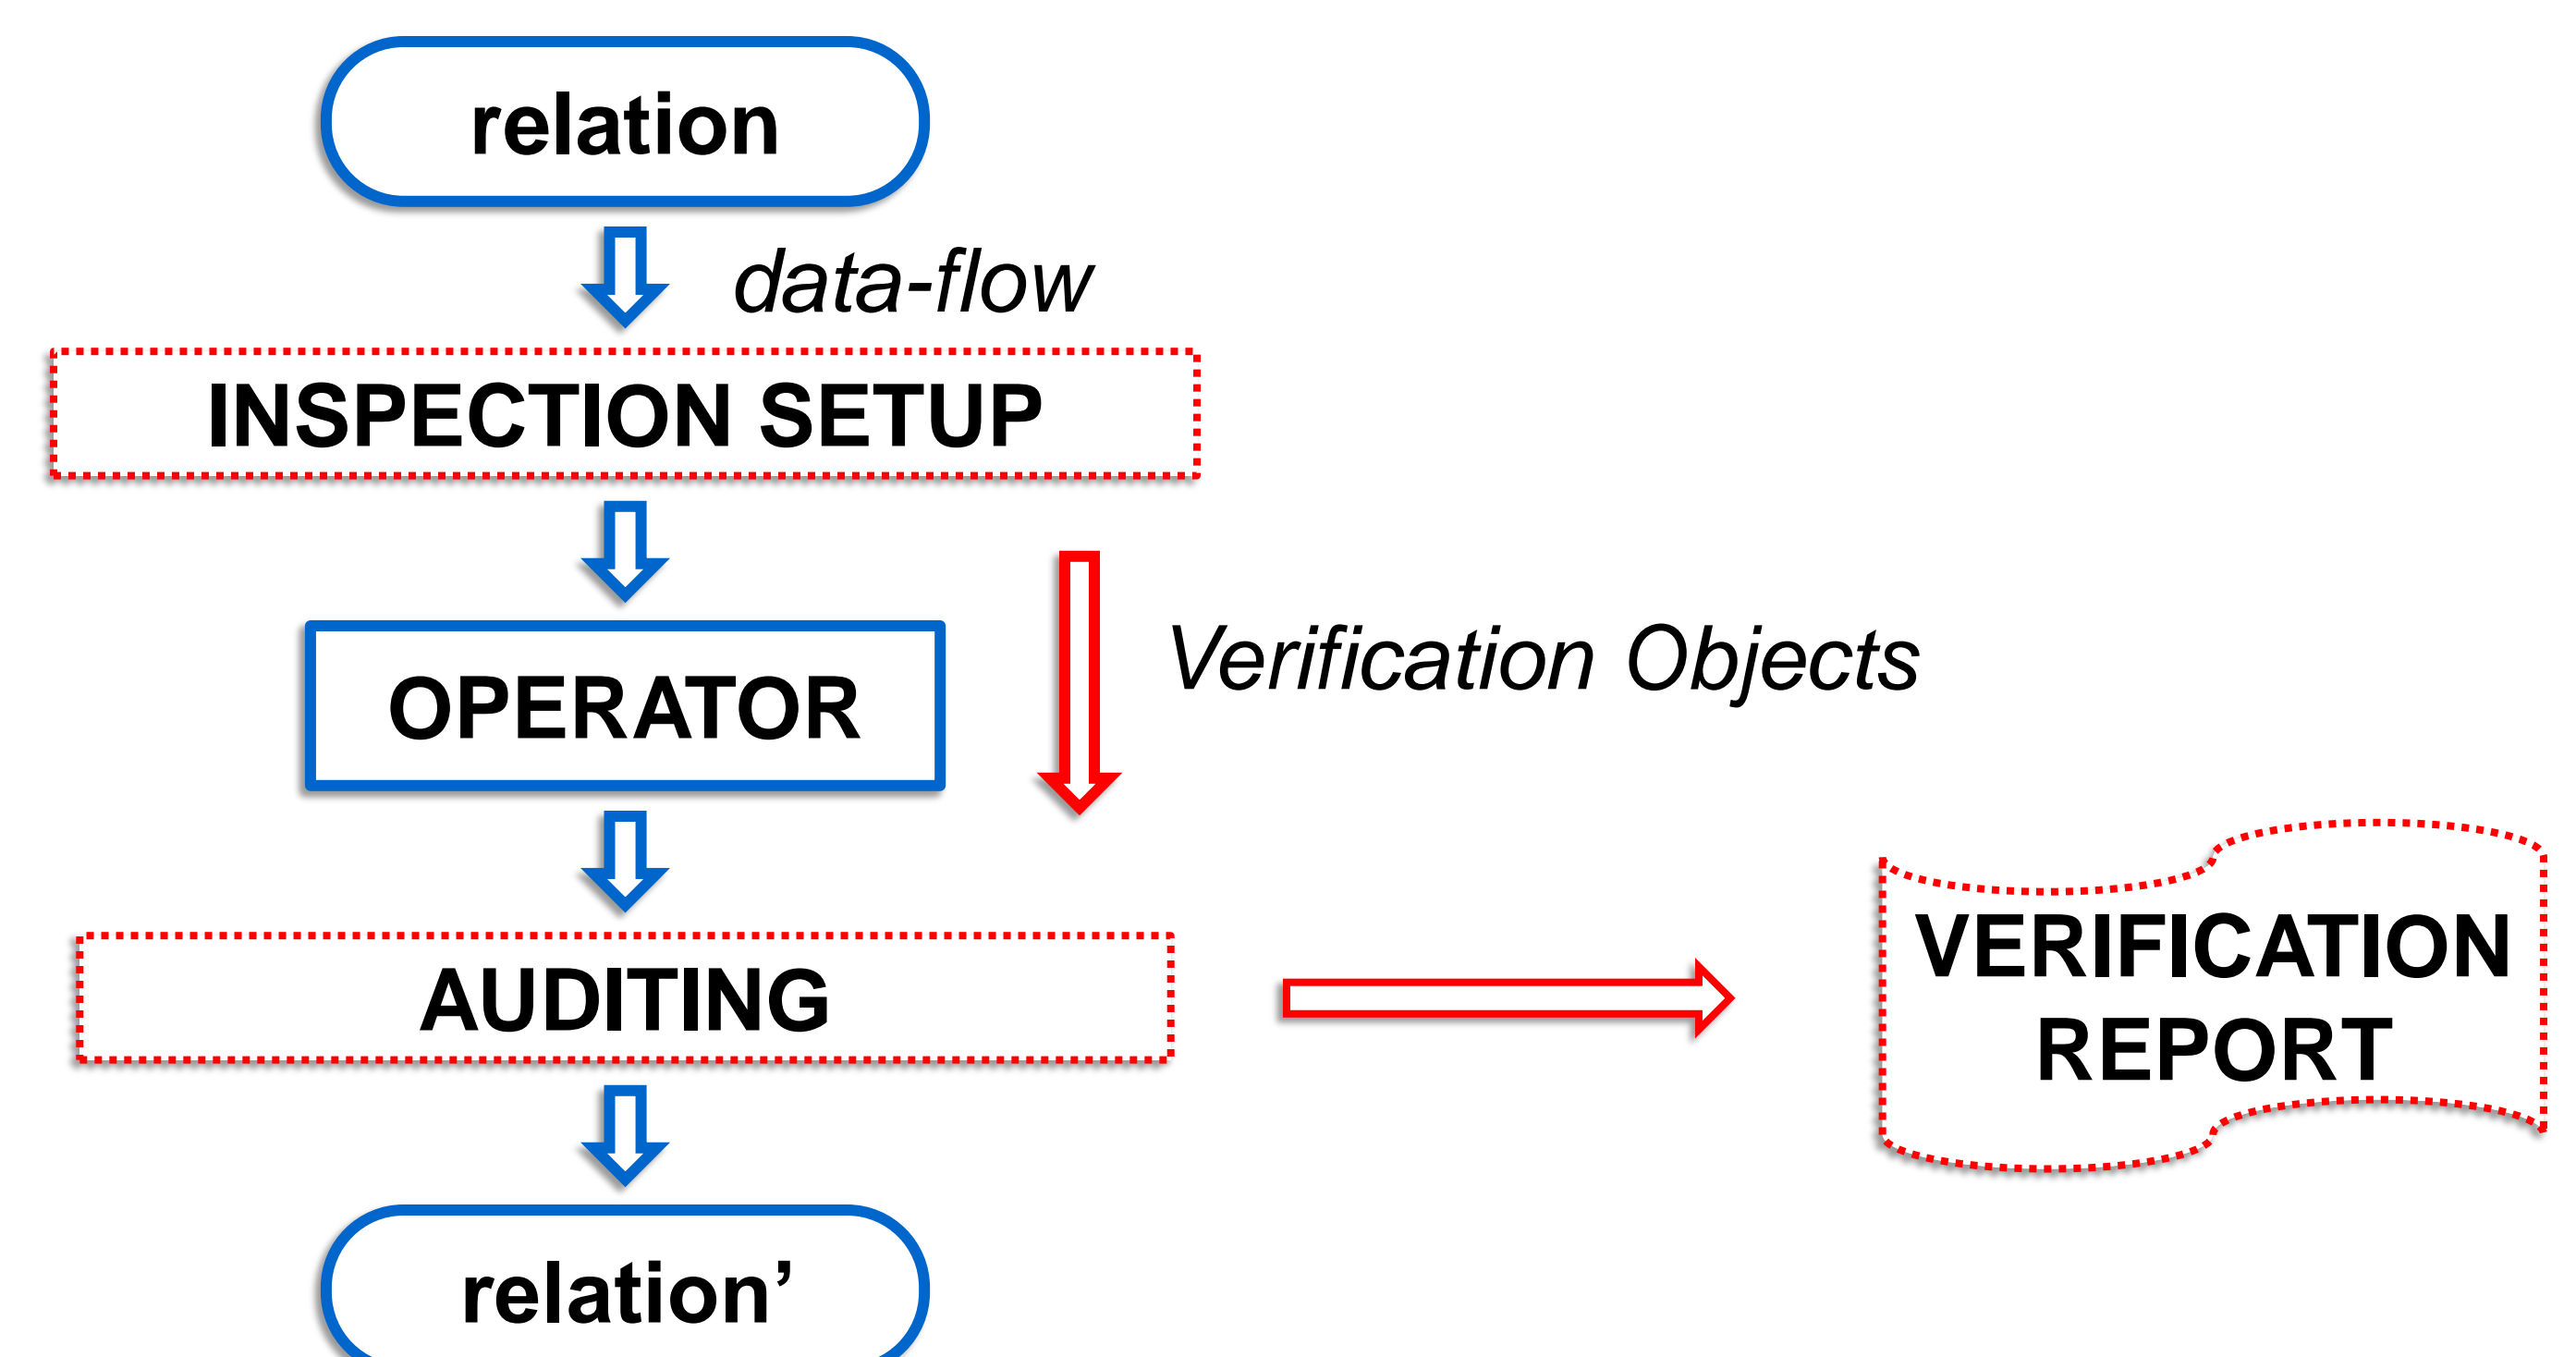 relation
data-flow
INSPECTION SETUP
OPERATOR
Verification Objects
AUDITING
VERIFICATION
REPORT
relation’